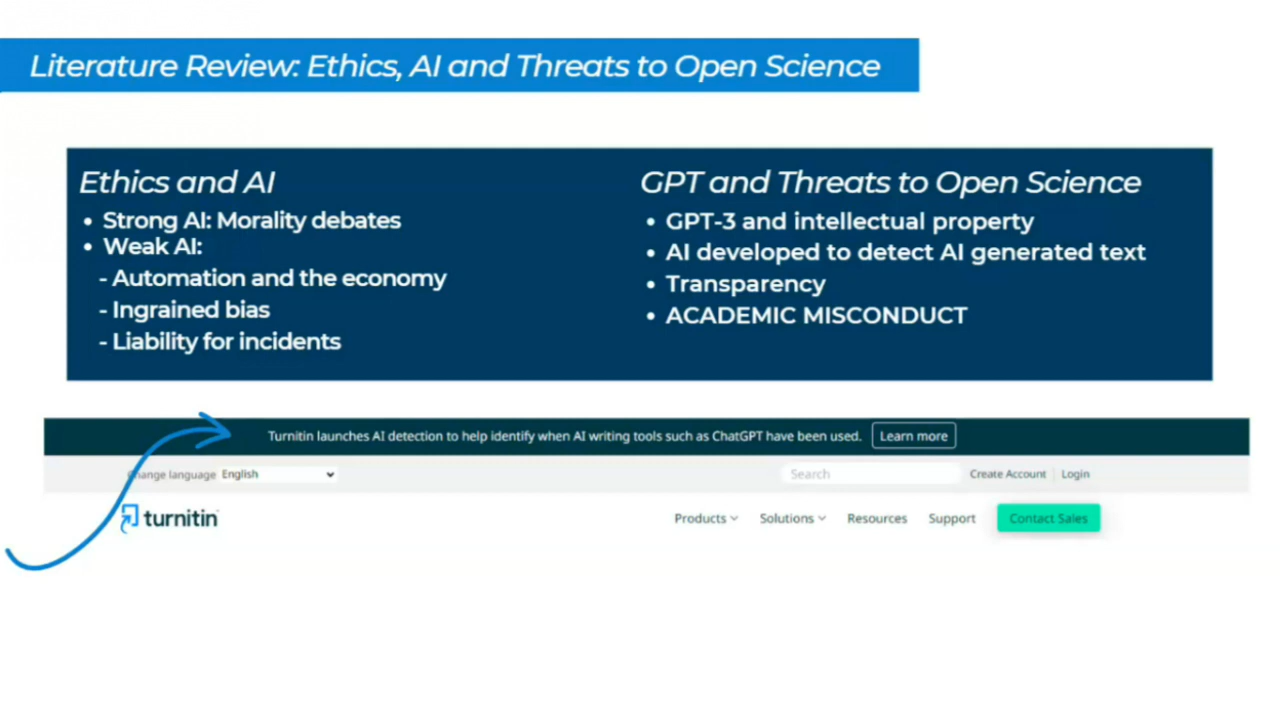 Literature Review: Ethics, AI and Threats to Open Science
Ethics and AI
• Strong AI: Morality debates
• Weak AI:
- Automation and the economy
- Ingrained bias
- Liability for incidents
GPT and Threats to Open Science
• GPT-3 and intellectual property
• AI developed to detect AI generated text
• Transparency
• ACADEMIC MISCONDUCT
Turnitin launches AI detection to help identify when AI writing tools such as ChatGPT have been used. Learn more
Change language English Search Create Account Login
turnitin Products Solutions Resources Support Contact Sales